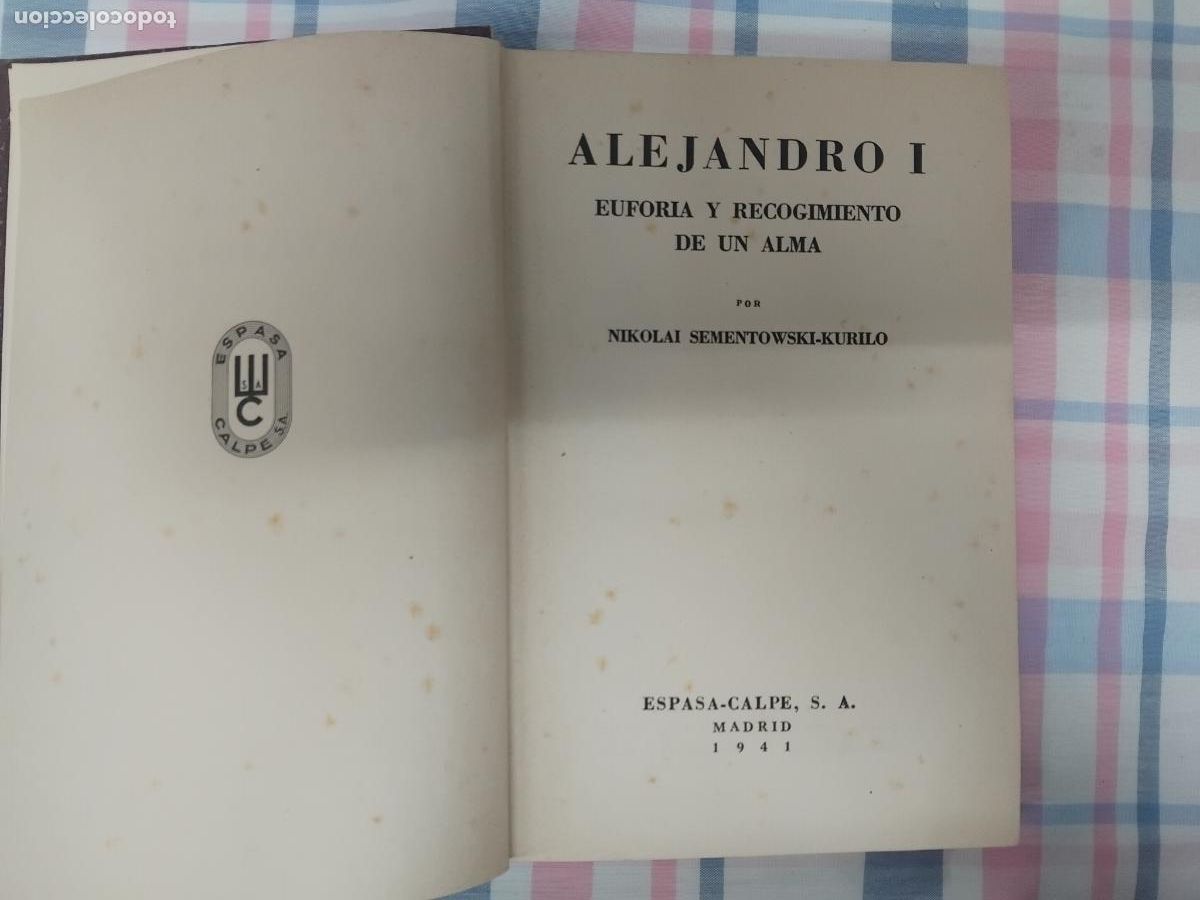 todocoleccion
ESPASA
E
S A
C
CALPE S.A.
ALEJANDRO I
EUFORIA Y RECOGIMIENTO
DE UN ALMA
POR
NIKOLAI SEMENTOWSKI-KURILO
ESPASA-CALPE, S. A.
MADRID
1941